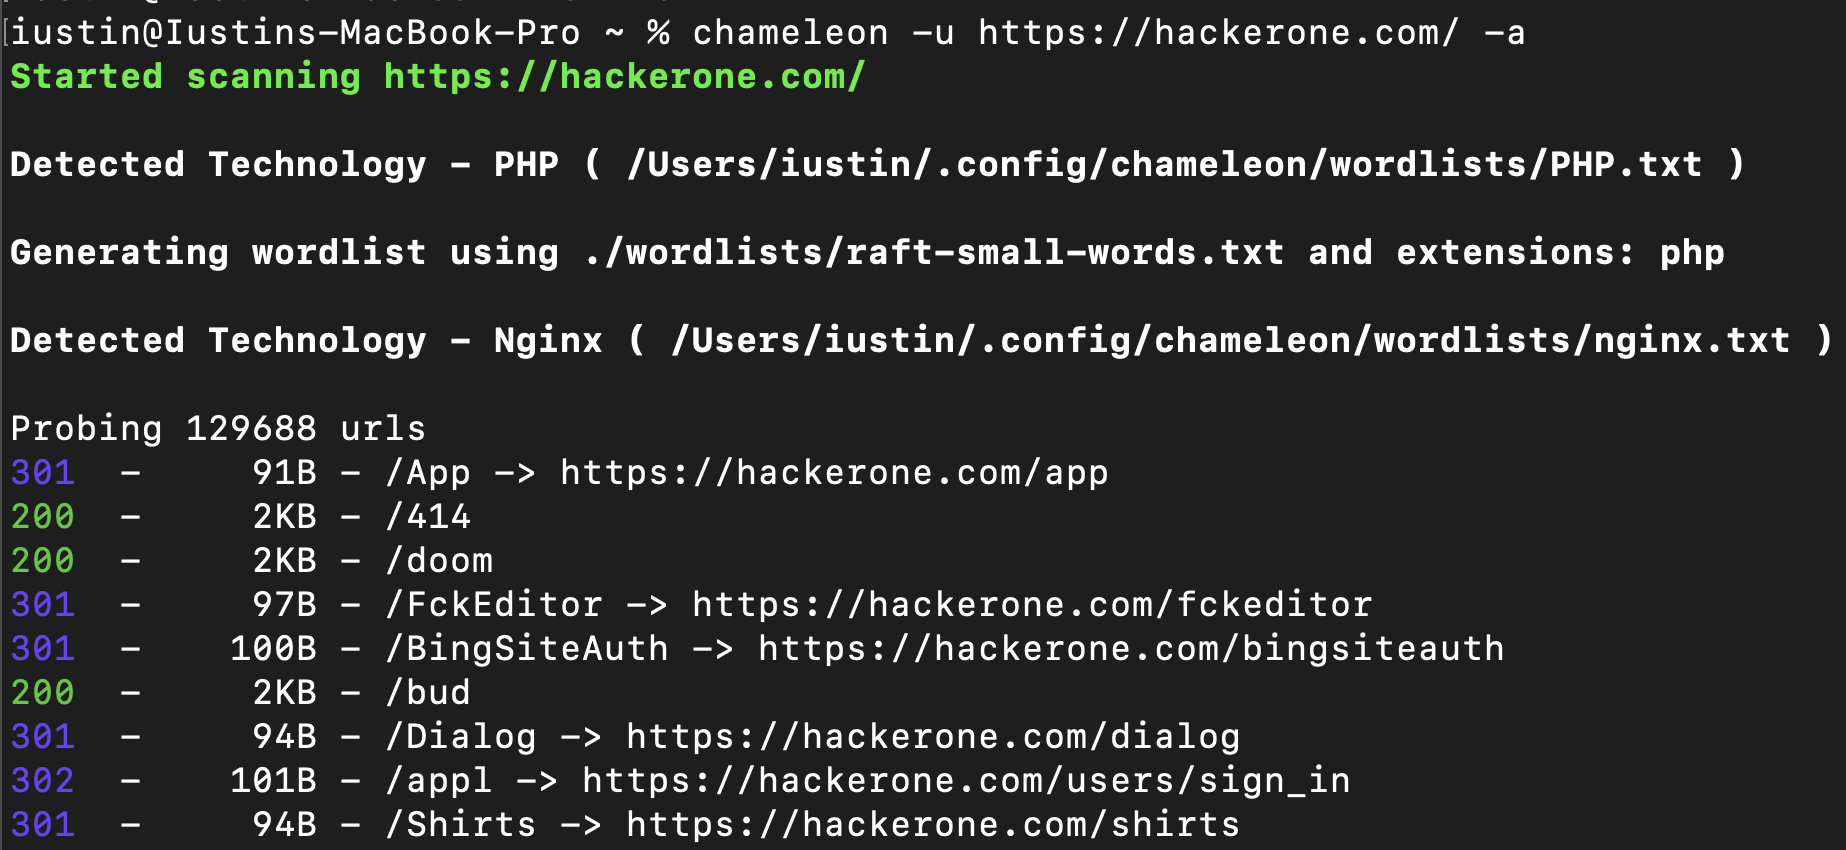 iustin@Iustins-MacBook-Pro ~ % chameleon -u https://hackerone.com/ -a
Started scanning https://hackerone.com/
Detected Technology - PHP ( /Users/iustin/.config/chameleon/wordlists/PHP.txt )
Generating wordlist using ./wordlists/raft-small-words.txt and extensions: php
Detected Technology - Nginx ( /Users/iustin/.config/chameleon/wordlists/nginx.txt )
Probing 129688 urls
301 - 91B - /App -> https://hackerone.com/app
200 - 2KB - /414
200 - 2KB - /doom
301 - 97B - /FckEditor -> https://hackerone.com/fckeditor
301 - 100B - /BingSiteAuth -> https://hackerone.com/bingsiteauth
200 - 2KB - /bud
301 - 94B - /Dialog -> https://hackerone.com/dialog
302 - 101B - /appl -> https://hackerone.com/users/sign_in
301 - 94B - /Shirts -> https://hackerone.com/shirts